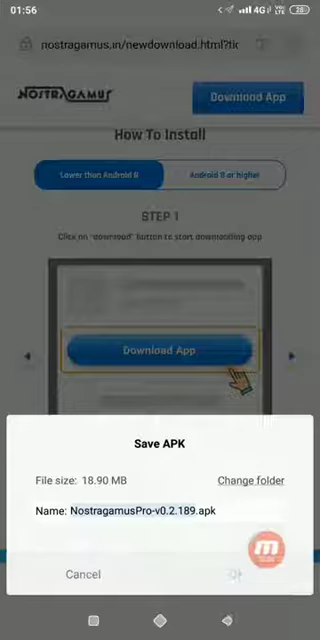 01:56
4G
28
nostragamus.in/newdownload.html?tic
NOSTRAGAMUS
Download App
How To Install
Lower than Android 8
Android 8 or higher
STEP 1
Click on "download" button to start downloading app
Download App
Save APK
File size: 18.90 MB
Change folder
Name: NostragamusPro-v0.2.189.apk
Cancel